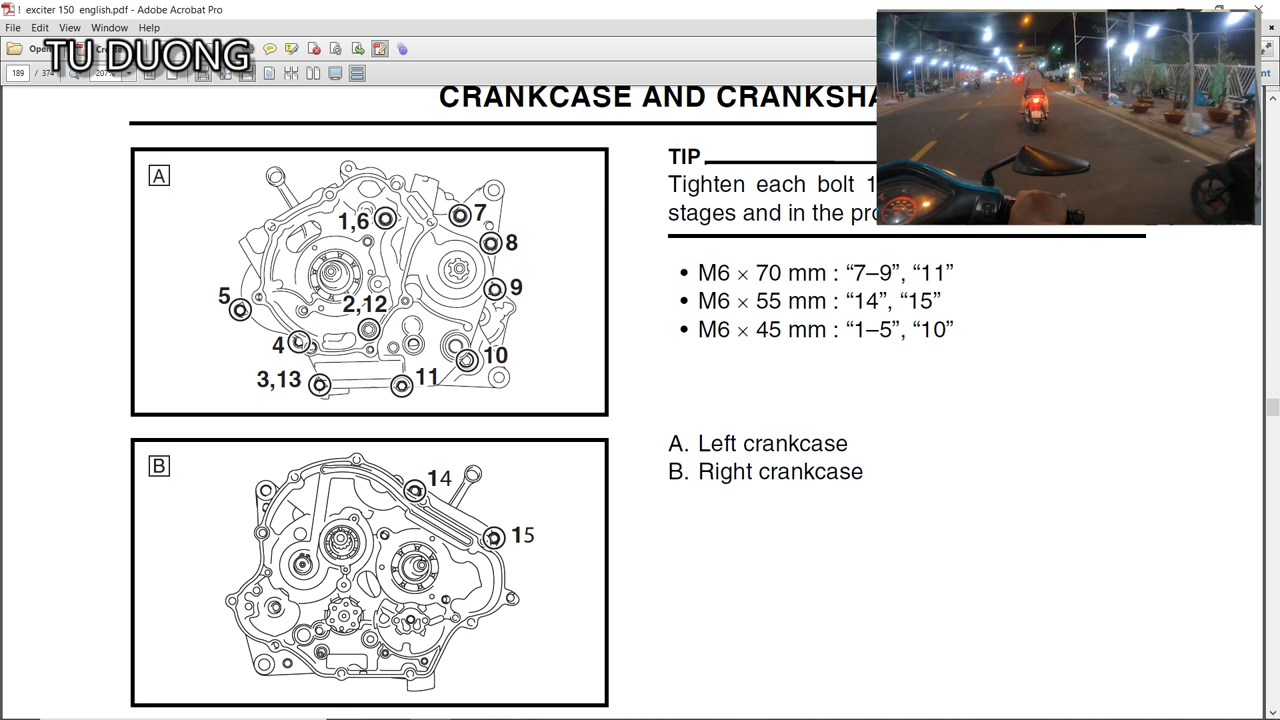 ! exciter 150 english.pdf - Adobe Acrobat Pro
File Edit View Window Help
Open
TU DUONG
189 / 374
207%
CRANKCASE AND CRANKSHA
A
1,6
7
8
5
9
2,12
4
10
3,13
11
TIP
Tighten each bolt 1
stages and in the pro
• M6 × 70 mm : “7–9”, “11”
• M6 × 55 mm : “14”, “15”
• M6 × 45 mm : “1–5”, “10”
B
14
15
A. Left crankcase
B. Right crankcase